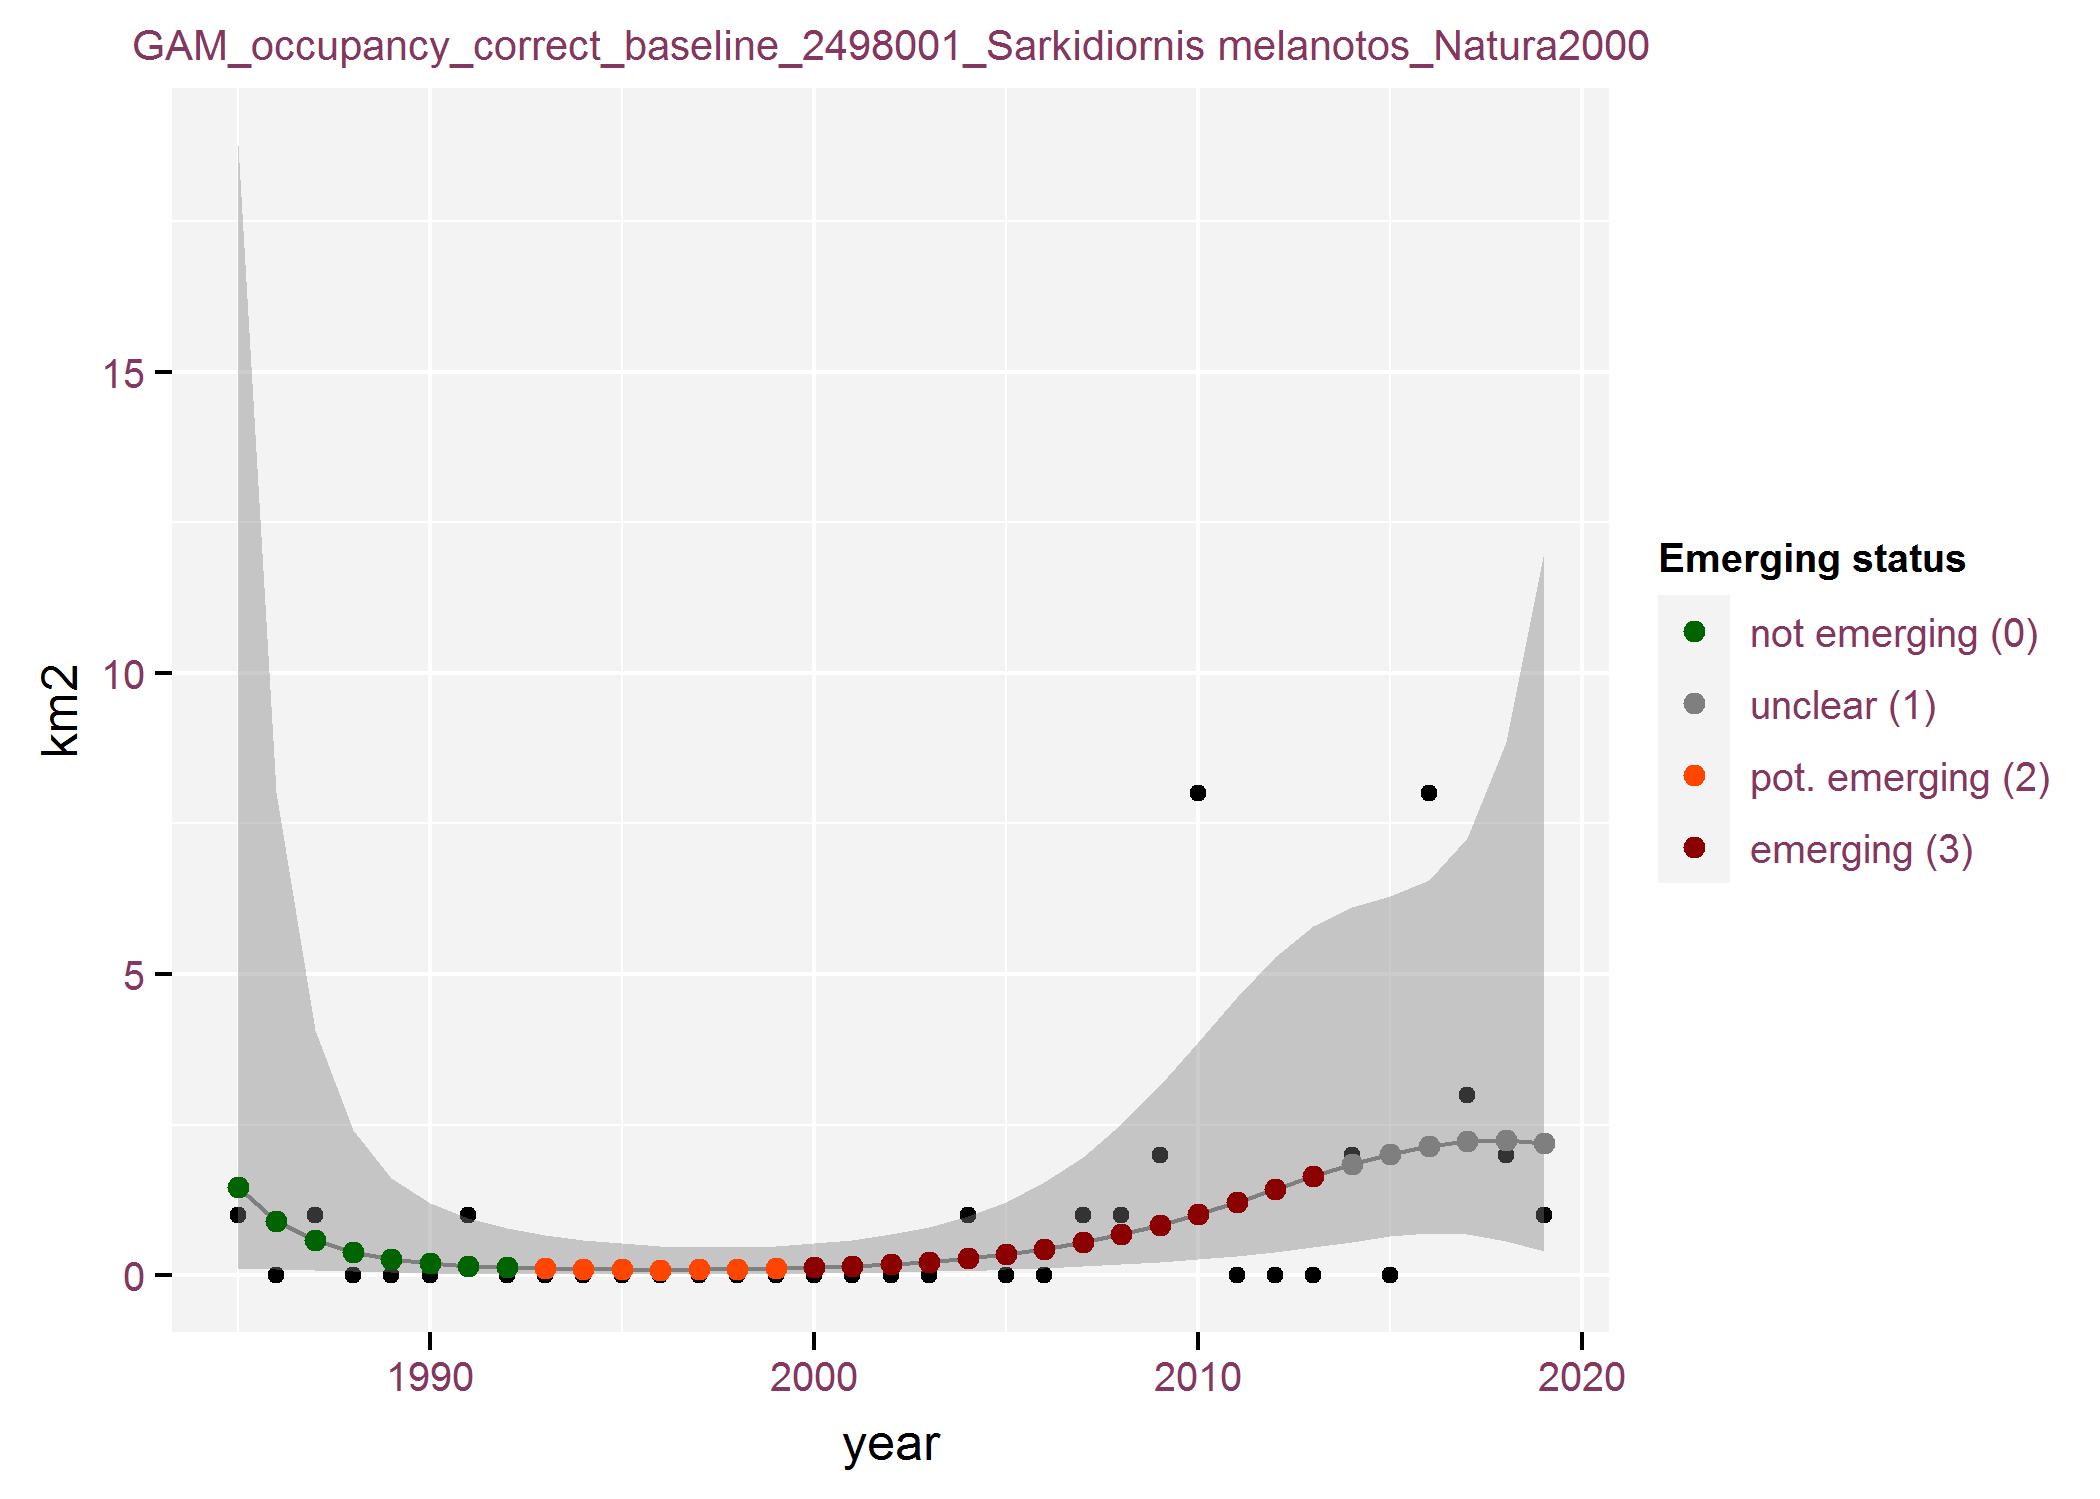 GAM_occupancy_correct_baseline_2498001_Sarkidiornis melanotos_Natura2000
15
10
5
0
km2
1990
2000
2010
2020
year
Emerging status
not emerging (0)
unclear (1)
pot. emerging (2)
emerging (3)